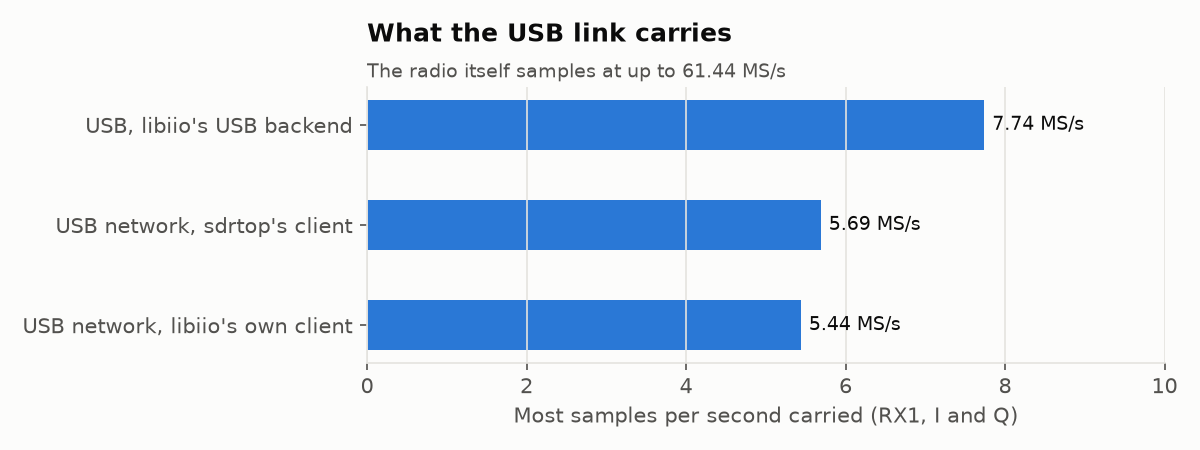 What the USB link carries
The radio itself samples at up to 61.44 MS/s
USB, libiio's USB backend
7.74 MS/s
USB network, sdrtop's client
5.69 MS/s
USB network, libiio's own client
5.44 MS/s
0 2 4 6 8 10
Most samples per second carried (RX1, I and Q)